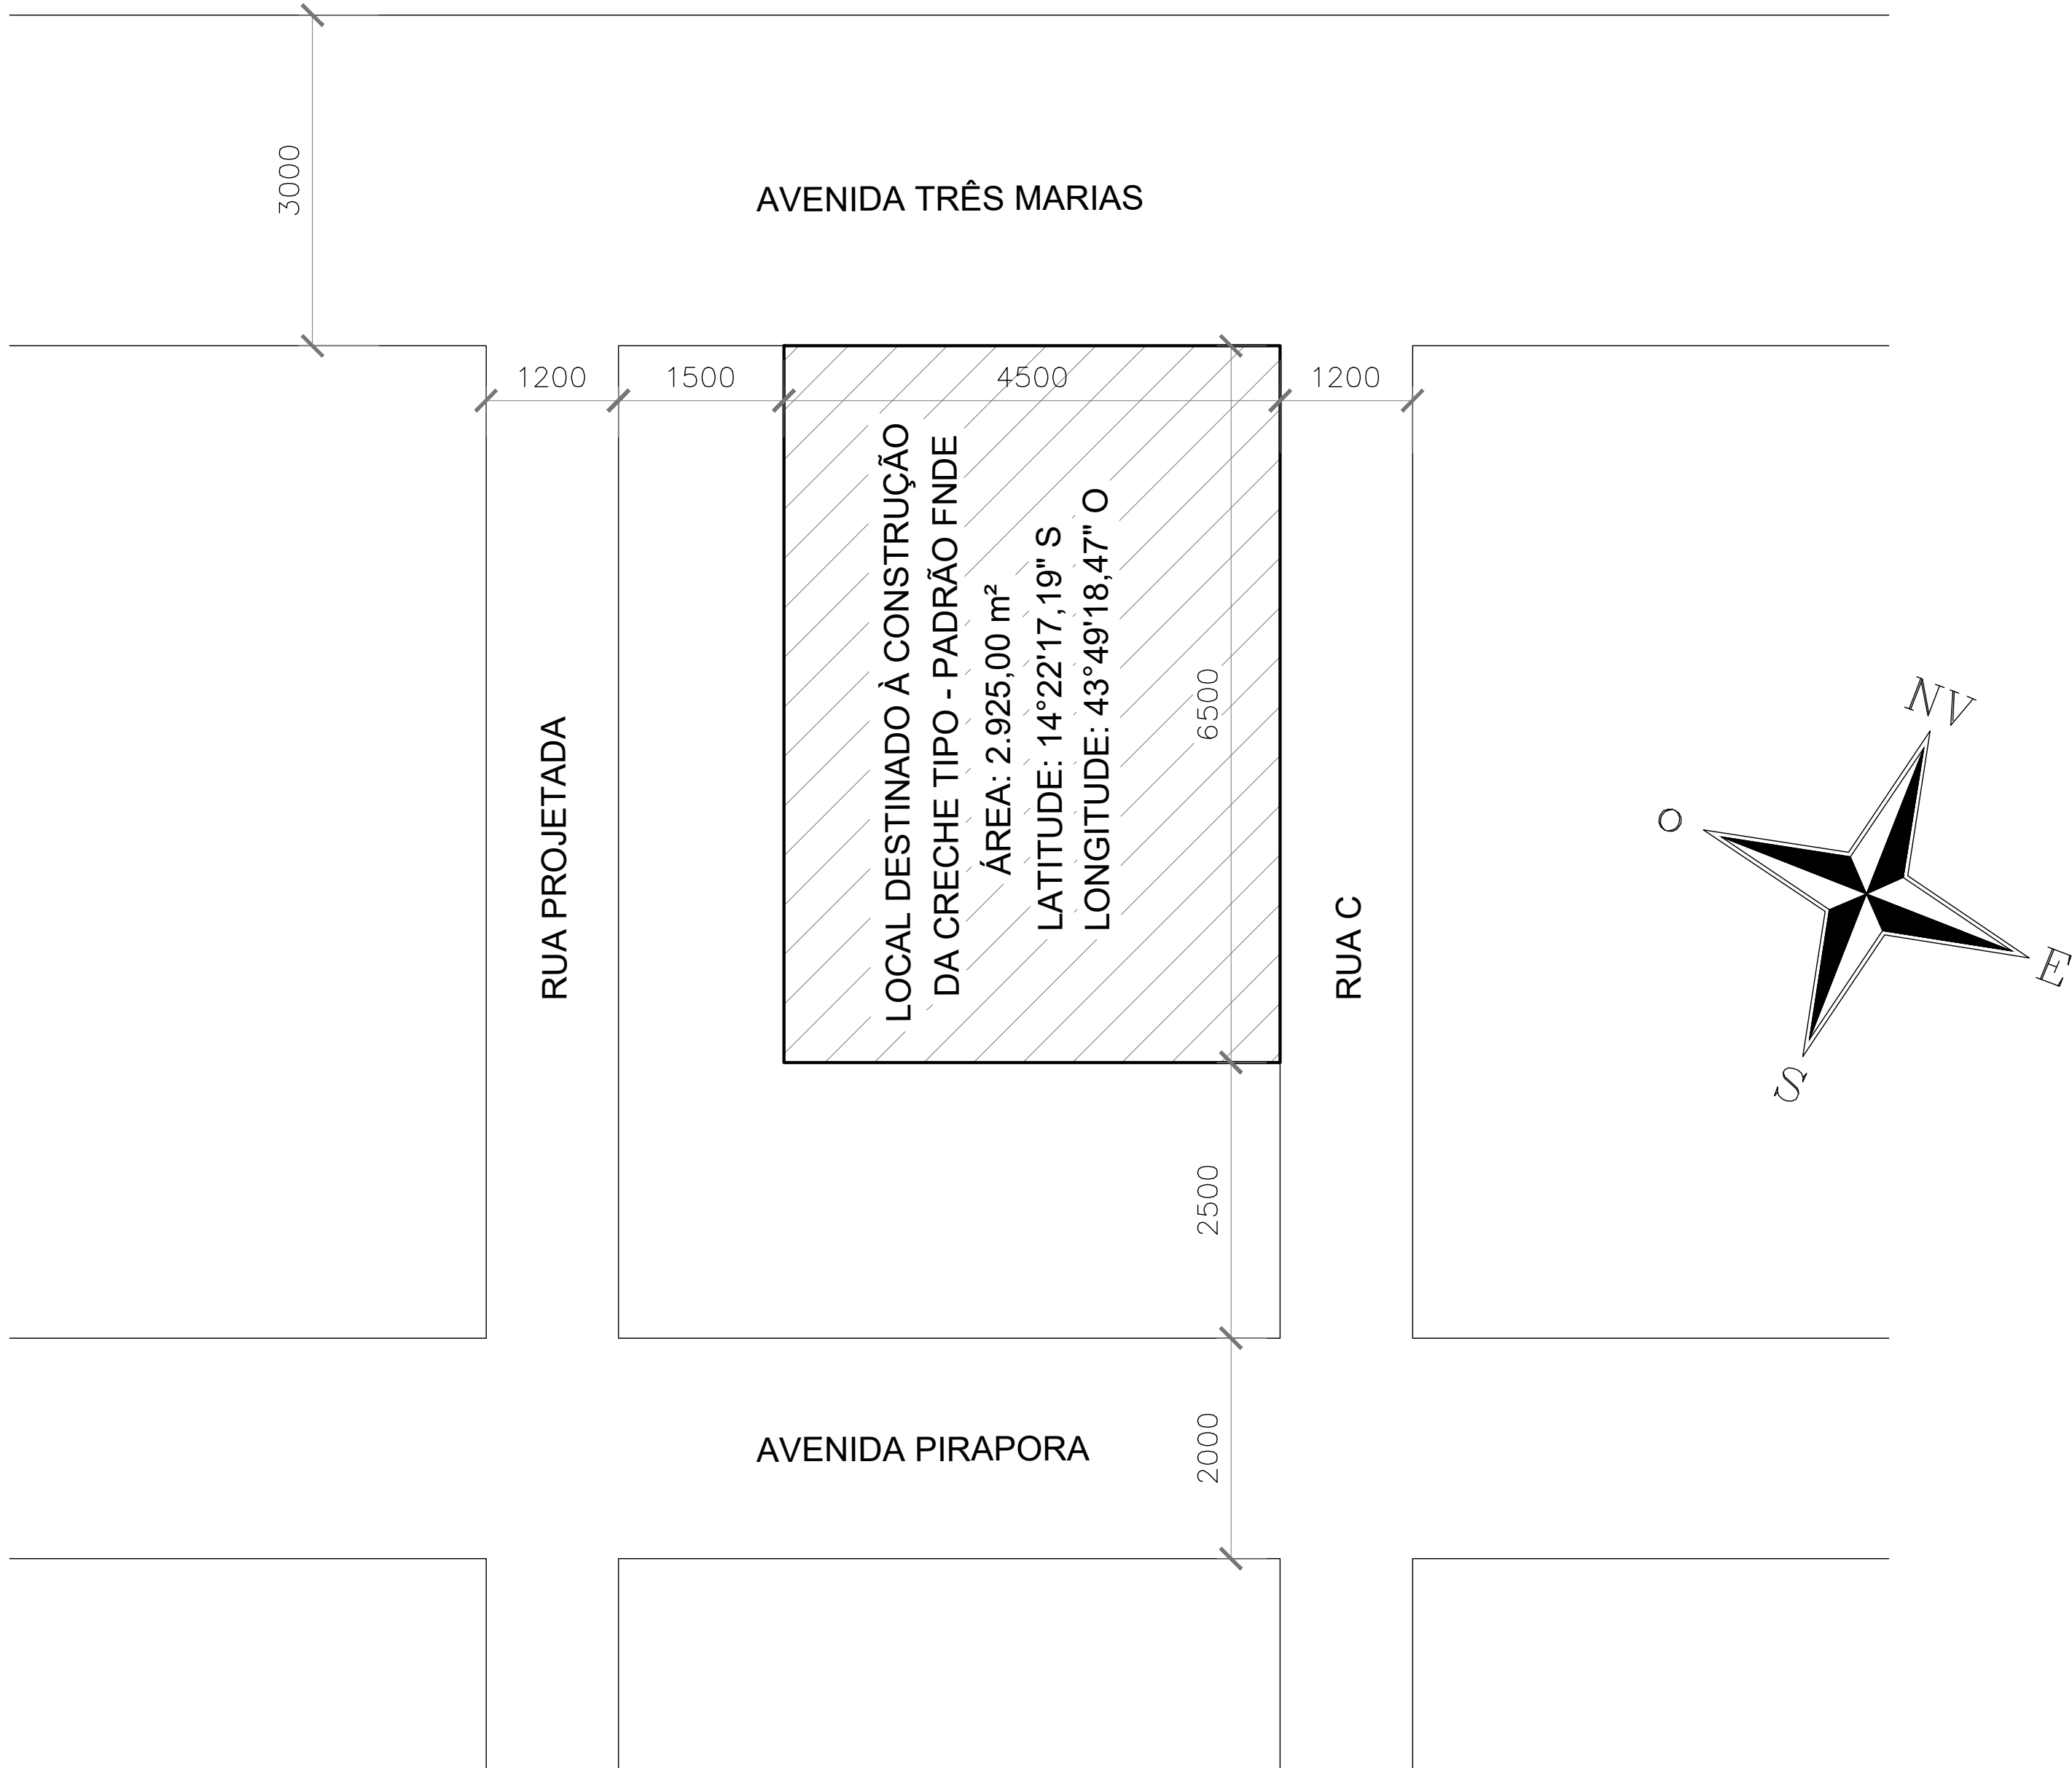 3000
AVENIDA TRÊS MARIAS
1200
1500
4500
1200
LOCAL DESTINADO À CONSTRUÇÃO
DA CRECHE TIPO - PADRÃO FNDE
ÁREA: 2.925,00 m²
LATITUDE: 14°22'17,19" S
LONGITUDE: 43°49'18,47" O
6500
RUA PROJETADA
RUA C
NV
O
E
S
2500
AVENIDA PIRAPORA
2000